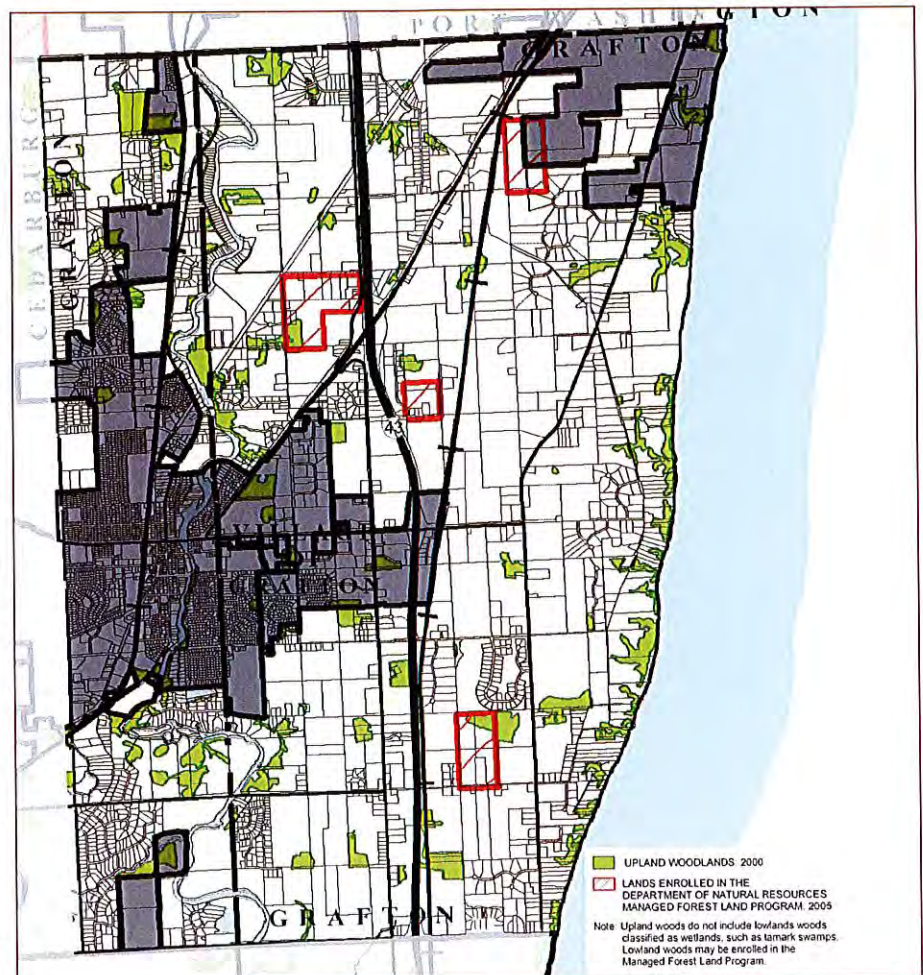 PORT WASHINGTON
GRAFTON
CEDARBURG
GRAFTON
43
VILLAGE
GRAFTON
GRAFTON
UPLAND WOODLANDS: 2000
LANDS ENROLLED IN THE
DEPARTMENT OF NATURAL RESOURCES
MANAGED FOREST LAND PROGRAM: 2005
Note: Upland woods do not include lowlands woods
classified as wetlands, such as tamark swamps.
Lowland woods may be enrolled in the
Managed Forest Land Program.